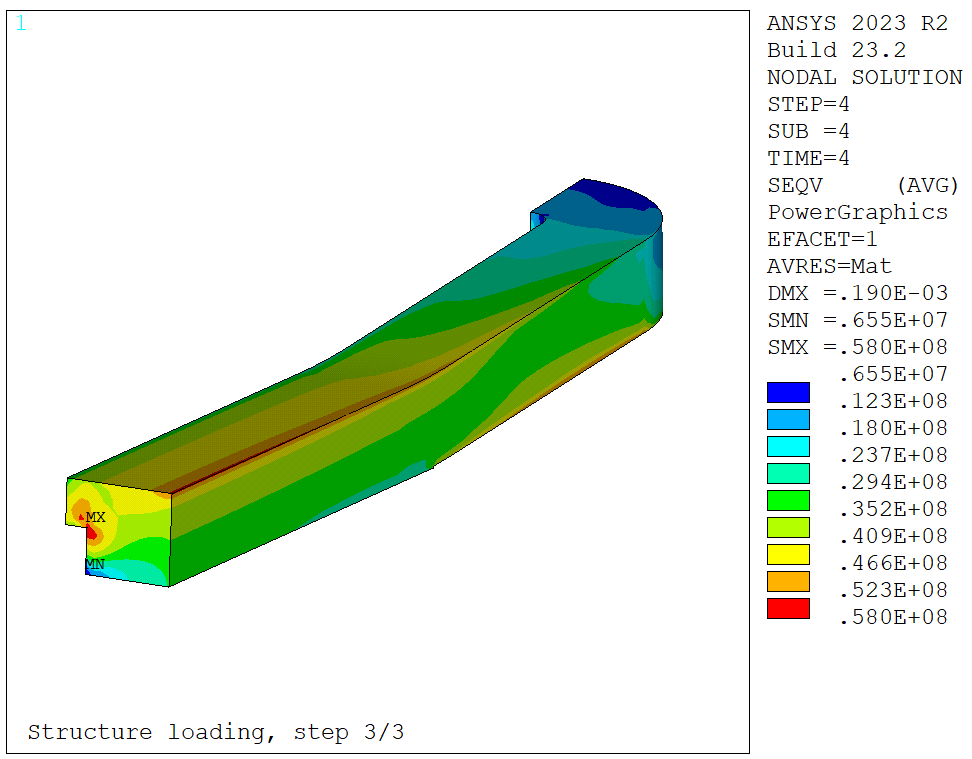 1
ANSYS 2023 R2
Build 23.2
NODAL SOLUTION
STEP=4
SUB =4
TIME=4
SEQV (AVG)
PowerGraphics
EFACET=1
AVRES=Mat
DMX =.190E-03
SMN =.655E+07
SMX =.580E+08
.655E+07
.123E+08
.180E+08
.237E+08
.294E+08
.352E+08
.409E+08
.466E+08
.523E+08
.580E+08
MX
MN
Structure loading, step 3/3